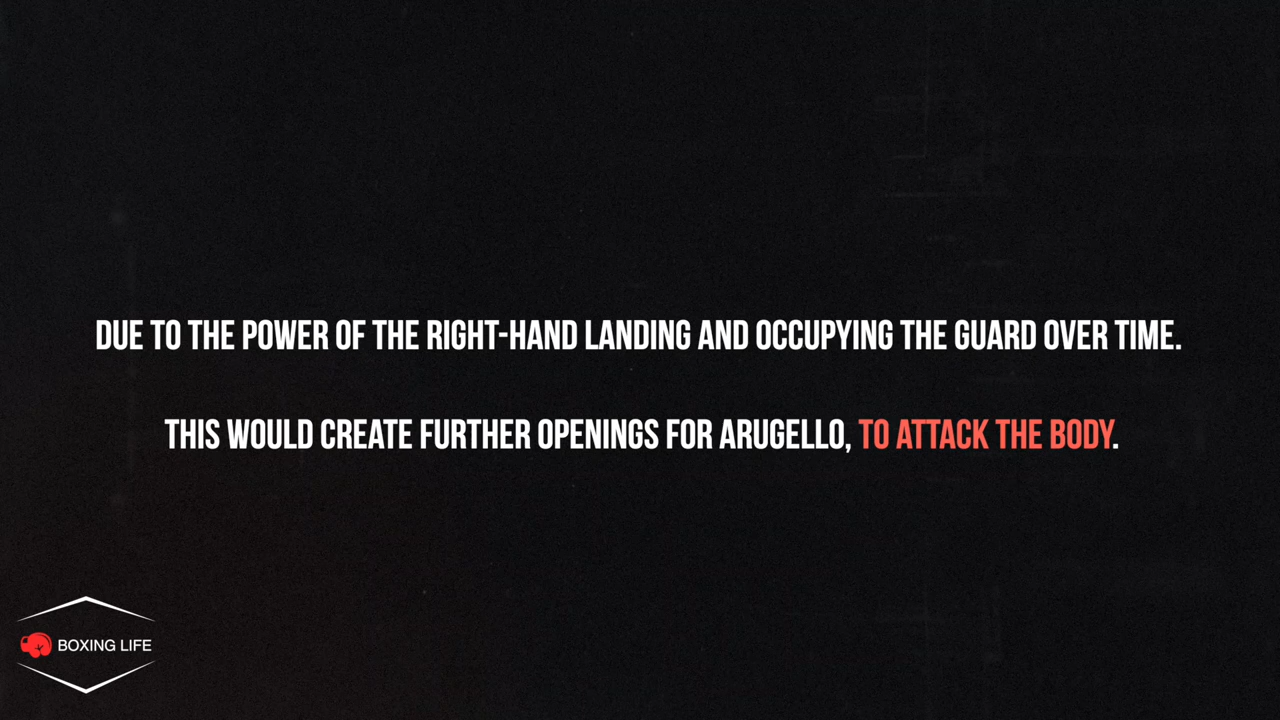 DUE TO THE POWER OF THE RIGHT-HAND LANDING AND OCCUPYING THE GUARD OVER TIME.
THIS WOULD CREATE FURTHER OPENINGS FOR ARUGELLO, TO ATTACK THE BODY.
BOXING LIFE